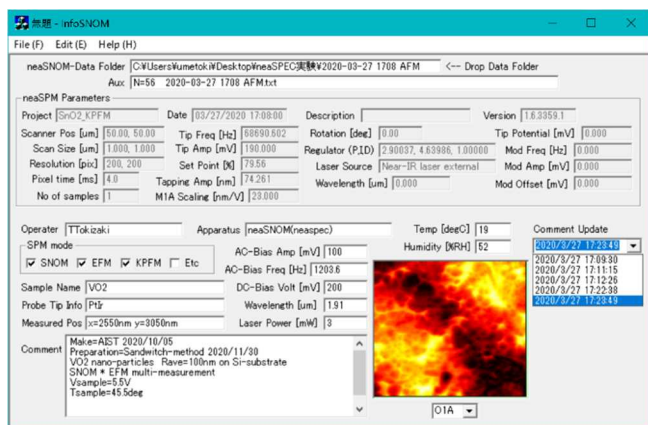 無題 - InfoSNOM
File (F) Edit (E) Help (H)
neaSNOM-Data Folder C:¥Users¥umetoki¥Desktop¥neaSPEC実験¥2020-03-27 1708 AFM <-- Drop Data Folder
Aux N=56 2020-03-27 1708 AFM.txt
neaSPM Parameters
Project SnO2_KPFM Date 03/27/2020 17:08:00 Description Version 1.6.3359.1
Scanner Pos [um] 50.00, 50.00 Tip Freq [Hz] 68690.602 Rotation [deg] 0.00 Tip Potential [mV] 0.000
Scan Size [um] 1.000, 1.000 Tip Amp [mV] 190.000 Regulator (P,I,D) 2.90037, 4.63986, 1.00000 Mod Freq [Hz] 0.000
Resolution [pix] 200, 200 Set Point [%] 79.56 Laser Source Near-IR laser external Mod Amp [mV] 0.000
Pixel time [ms] 4.0 Tapping Amp [nm] 74.261 Wavelength [um] 0.000 Mod Offset [mV] 0.000
No of samples 1 M1A Scaling [nm/V] 23.000
Operater TTokizaki Apparatus neaSNOM(neaspec) Temp [degC] 19 Comment Update
SPM mode AC-Bias Amp [mV] 100 Humidity [%RH] 52 2020/3/27 17:23:49
SNOM EFM KPFM Etc AC-Bias Freq [Hz] 1203.6
2020/3/27 17:09:30
2020/3/27 17:11:15
2020/3/27 17:12:26
2020/3/27 17:22:38
2020/3/27 17:23:49
Sample Name VO2 DC-Bias Volt [mV] 200
Probe Tip Info PtIr Wavelength [um] 1.91
Measured Pos x=2550nm y=3050nm Laser Power [mW] 3
Comment Make=AIST 2020/10/05
Preparation=Sandwitch-method 2020/11/30
VO2 nano-particles Rave=100nm on Si-substrate
SNOM * EFM multi-measurement
Vsample=5.5V
Tsample=45.5deg
O1A